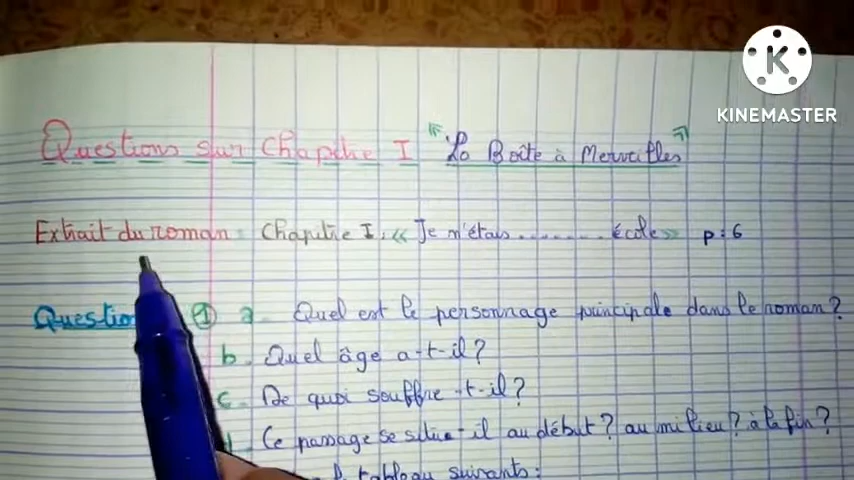 KINEMASTER
Questions sur Chapitre I "La Boîte à Merveilles"
Extrait du roman: Chapitre I, «Je m'étais ....... école» p:6
Question ① a. Quel est le personnage principale dans le roman?
b. Quel âge a-t-il?
c. De quoi souffre-t-il?
Ce passage se situe-il au début? au milieu? à la fin?
tableau suivants: